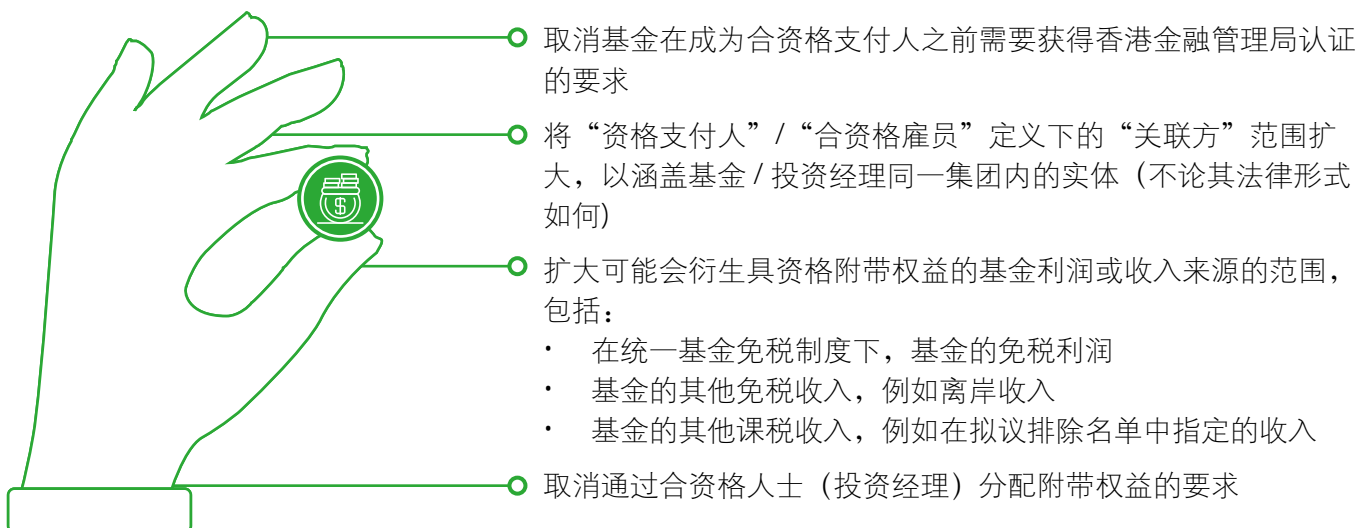 取消基金在成为合资格支付人之前需要获得香港金融管理局认证
的要求
将“资格支付人”/“合资格雇员”定义下的“关联方”范围扩
大，以涵盖基金 / 投资经理同一集团内的实体（不论其法律形式
如何)
扩大可能会衍生具资格附带权益的基金利润或收入来源的范围，
包括：
· 在统一基金免税制度下，基金的免税利润
· 基金的其他免税收入，例如离岸收入
· 基金的其他课税收入，例如在拟议排除名单中指定的收入
取消通过合资格人士（投资经理）分配附带权益的要求
$